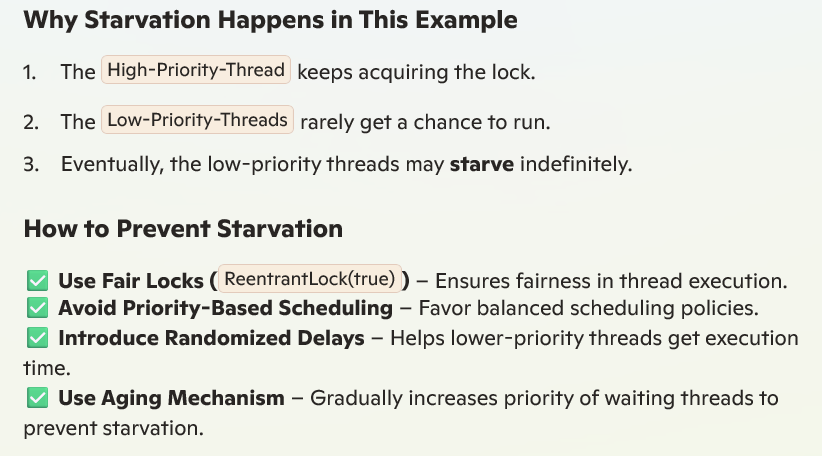 Why Starvation Happens in This Example
1. The High-Priority-Thread keeps acquiring the lock.
2. The Low-Priority-Threads rarely get a chance to run.
3. Eventually, the low-priority threads may starve indefinitely.
How to Prevent Starvation
✅ Use Fair Locks ( ReentrantLock(true) ) – Ensures fairness in thread execution.
✅ Avoid Priority-Based Scheduling – Favor balanced scheduling policies.
✅ Introduce Randomized Delays – Helps lower-priority threads get execution
time.
✅ Use Aging Mechanism – Gradually increases priority of waiting threads to
prevent starvation.